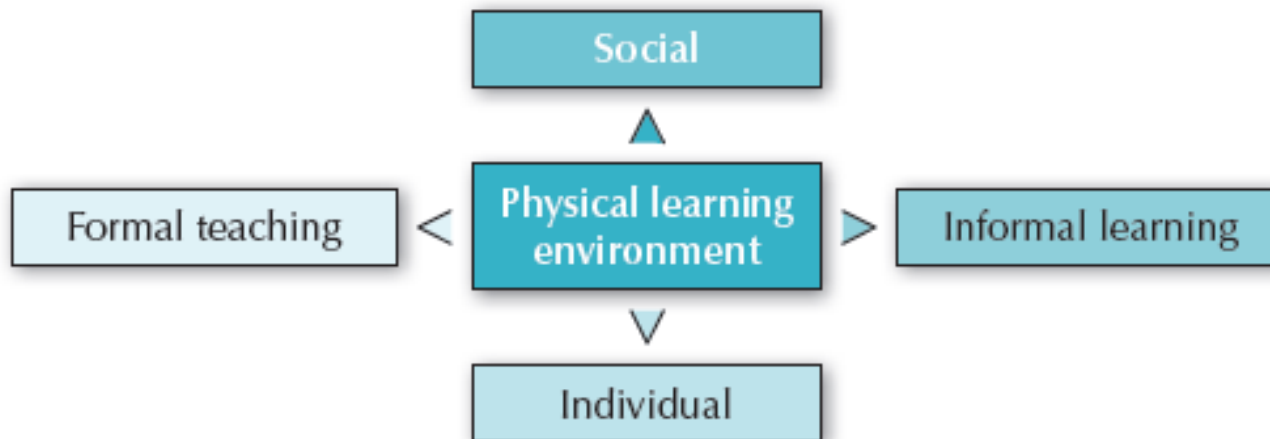 Social
Formal teaching
Physical learning
environment
Informal learning
Individual